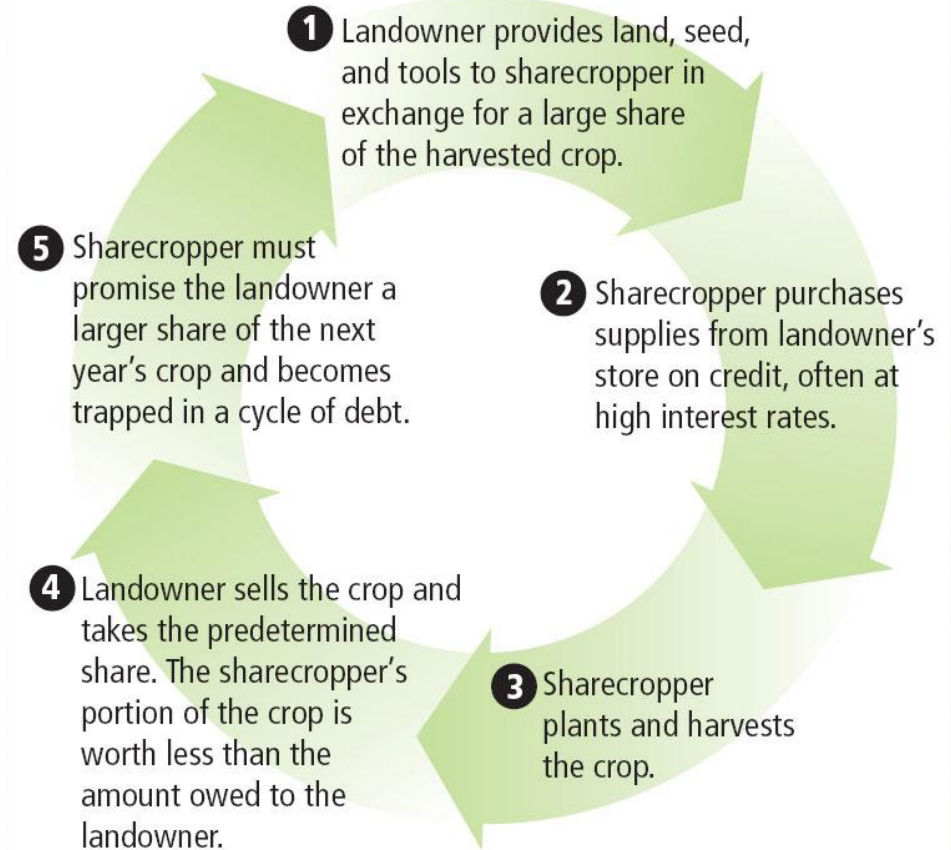 1 Landowner provides land, seed,
and tools to sharecropper in
exchange for a large share
of the harvested crop.
2 Sharecropper purchases
supplies from landowner’s
store on credit, often at
high interest rates.
3 Sharecropper
plants and harvests
the crop.
4 Landowner sells the crop and
takes the predetermined
share. The sharecropper’s
portion of the crop is
worth less than the
amount owed to the
landowner.
5 Sharecropper must
promise the landowner a
larger share of the next
year’s crop and becomes
trapped in a cycle of debt.